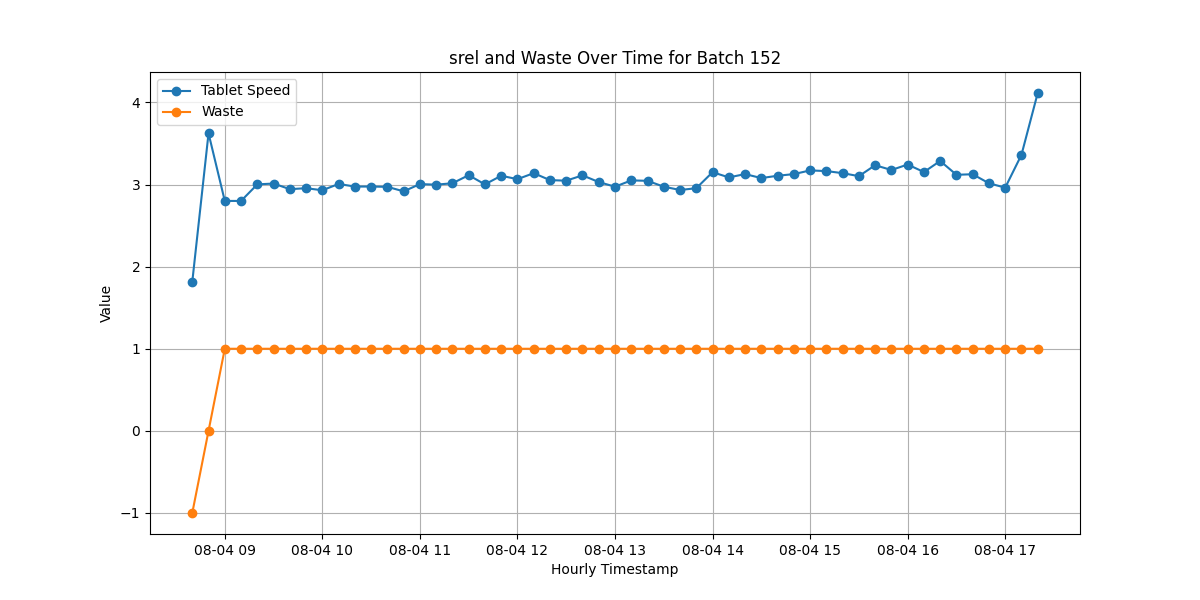 srel and Waste Over Time for Batch 152
Tablet Speed
Waste
Value
4
3
2
1
0
−1
08-04 09 08-04 10 08-04 11 08-04 12 08-04 13 08-04 14 08-04 15 08-04 16 08-04 17
Hourly Timestamp